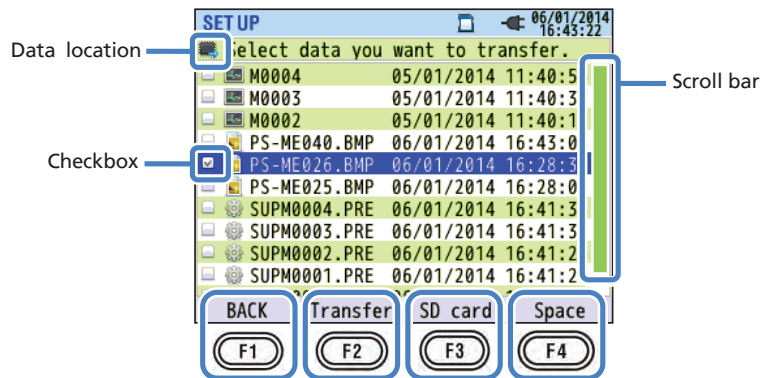 SET UP 06/01/2014
16:43:22
Data location
Select data you want to transfer.
M0004 05/01/2014 11:40:5
Scroll bar
M0003 05/01/2014 11:40:3
M0002 05/01/2014 11:40:1
PS-ME040.BMP 06/01/2014 16:43:0
Checkbox
PS-ME026.BMP 06/01/2014 16:28:3
PS-ME025.BMP 06/01/2014 16:28:0
SUPM0004.PRE 06/01/2014 16:41:3
SUPM0003.PRE 06/01/2014 16:41:3
SUPM0002.PRE 06/01/2014 16:41:2
SUPM0001.PRE 06/01/2014 16:41:2
BACK Transfer SD card Space
F1 F2 F3 F4